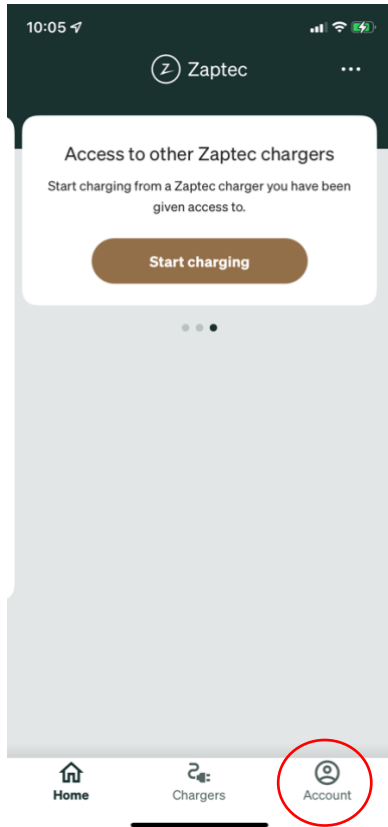 10:05
Zaptec
Access to other Zaptec chargers
Start charging from a Zaptec charger you have been
given access to.
Start charging
Home
Chargers
Account